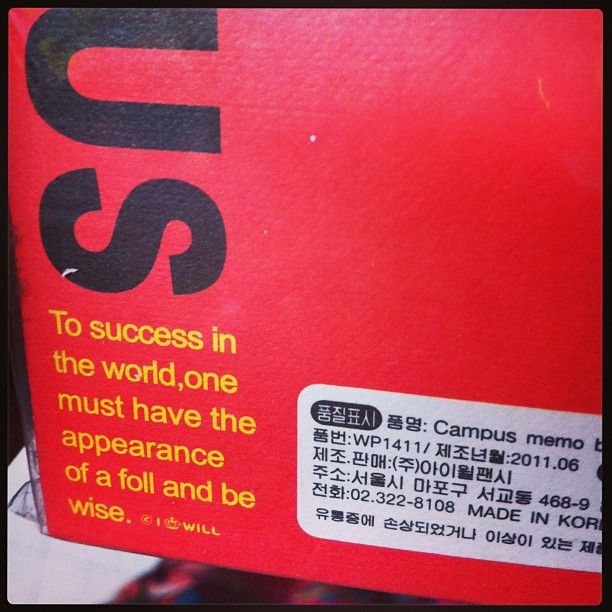 us
To success in
the world,one
must have the
appearance
of a foll and be
wise. © I WILL
품질표시 품명: Campus memo
품번:WP1411/ 제조년월:2011.06
제조.판매:(주)아이윌팬시
주소:서울시 마포구 서교동 468-9
전화:02.322-8108 MADE IN KOR
유통중에 손상되었거나 이상이 있는 제